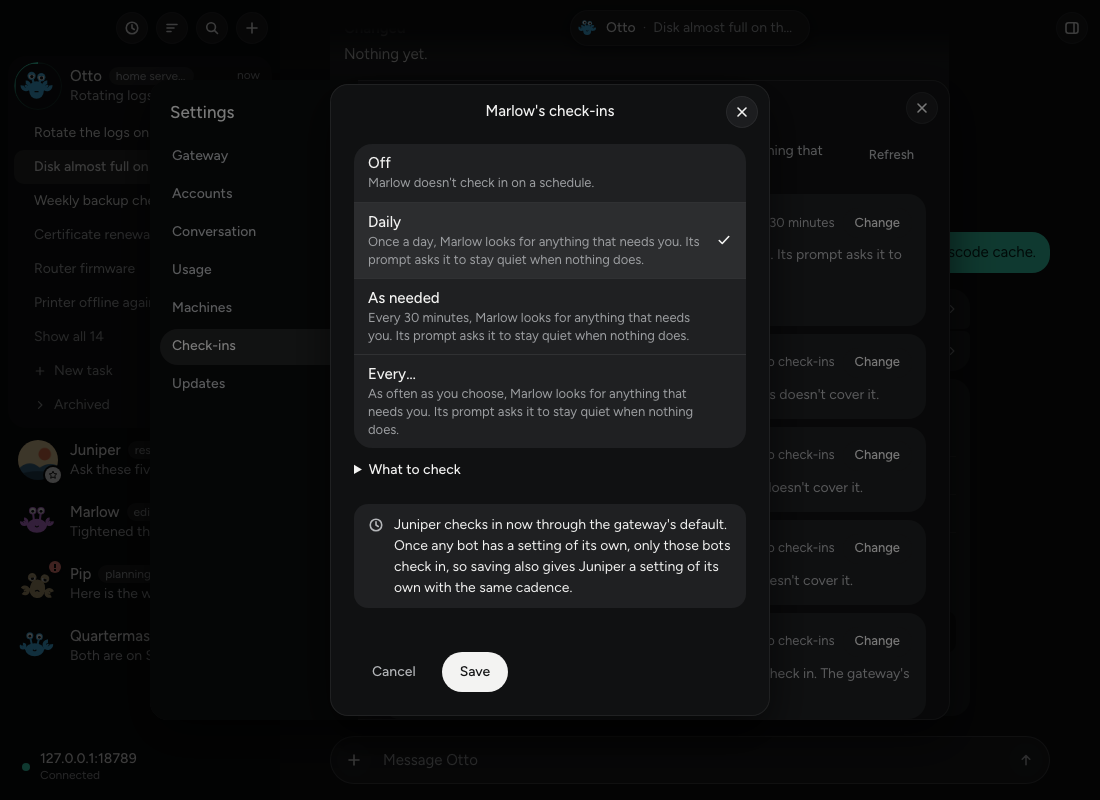 Otto · Disk almost full on th...
Nothing yet.
Otto home serve... now
Rotating logs
Rotate the logs on
Disk almost full on
Weekly backup che
Certificate renewa
Router firmware
Printer offline again
Show all 14
New task
Archived
Juniper res
Ask these five
Marlow edi
Tightened th
Pip planning
Here is the w
Quartermas
Both are on S
127.0.0.1:18789
Connected
Settings
Gateway
Accounts
Conversation
Usage
Machines
Check-ins
Updates
Marlow's check-ins
Off
Marlow doesn't check in on a schedule.
Daily
Once a day, Marlow looks for anything that needs you. Its
prompt asks it to stay quiet when nothing does.
As needed
Every 30 minutes, Marlow looks for anything that needs
you. Its prompt asks it to stay quiet when nothing does.
Every...
As often as you choose, Marlow looks for anything that
needs you. Its prompt asks it to stay quiet when nothing
does.
What to check
Juniper checks in now through the gateway's default.
Once any bot has a setting of its own, only those bots
check in, so saving also gives Juniper a setting of its
own with the same cadence.
Cancel
Save
hing that
Refresh
30 minutes Change
. Its prompt asks it to
scode cache.
o check-ins Change
s doesn't cover it.
o check-ins Change
doesn't cover it.
o check-ins Change
esn't cover it.
o check-ins Change
heck in. The gateway's
Message Otto